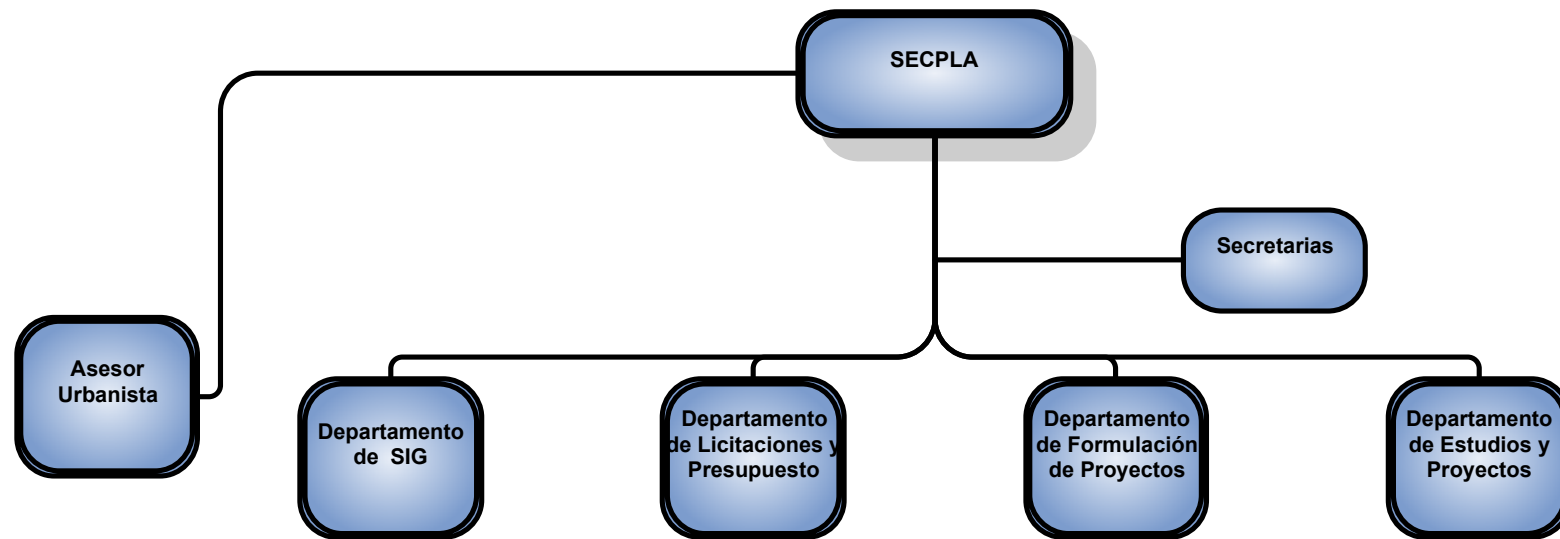 SECPLA
Secretarias
Asesor
Urbanista
Departamento
de SIG
Departamento
de Licitaciones y
Presupuesto
Departamento
de Formulación
de Proyectos
Departamento
de Estudios y
Proyectos